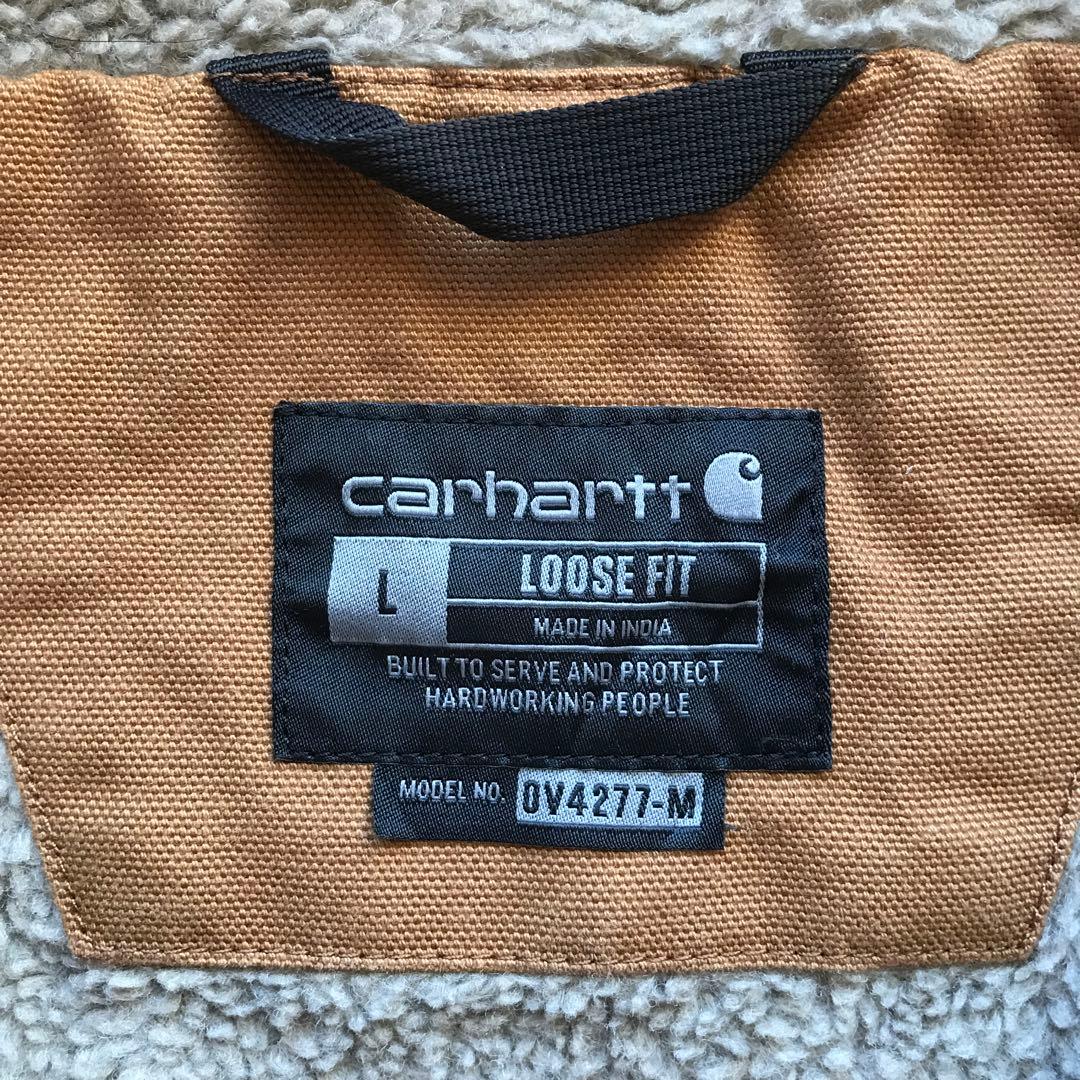 carhartt
L
LOOSE FIT
MADE IN INDIA
BUILT TO SERVE AND PROTECT
HARDWORKING PEOPLE
MODEL NO. OV4277-M